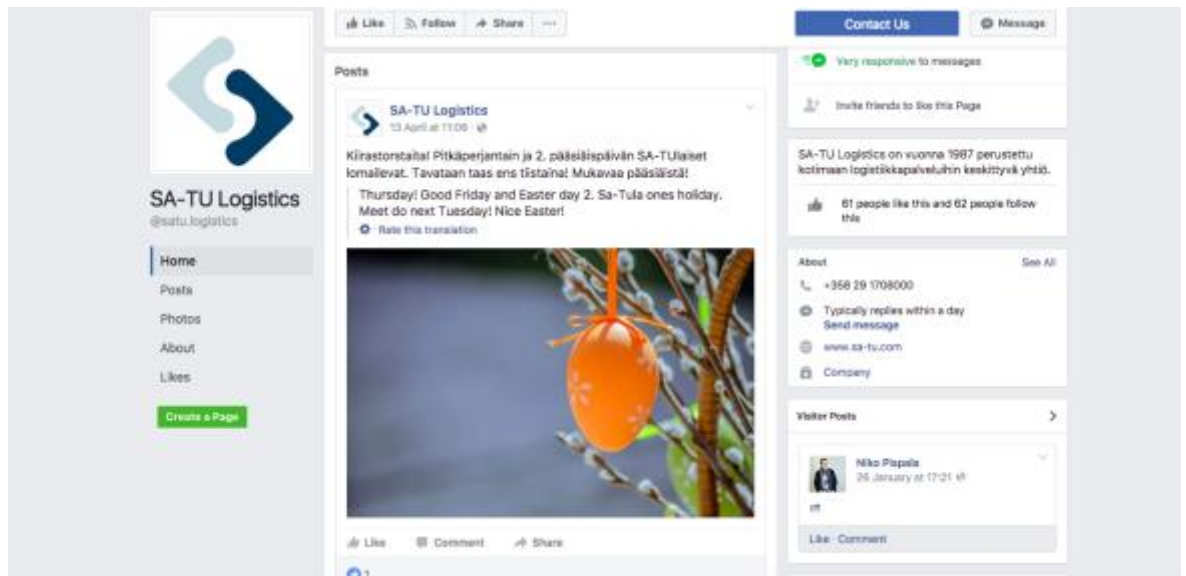 SA-TU Logistics
@satu.logistics
Home
Posts
Photos
About
Likes
Create a Page
Like Follow Share
Posts
SA-TU Logistics
13 April at 11:09
Kiirastorstaita! Pitkäperjantain ja 2. pääsiäispäivän SA-TUlaiset
lomailevat. Tavataan taas ens tiistaina! Mukavaa pääsiäistä!
Thursday! Good Friday and Easter day 2. Sa-Tula ones holiday.
Meet do next Tuesday! Nice Easter!
Rate this translation
Like Comment Share
1
Contact Us
Message
Very responsive to messages
Invite friends to like this Page
SA-TU Logistics on vuonna 1987 perustettu
kotimaan logistiikkapalveluihin keskittyvä yhtiö.
61 people like this and 62 people follow
this
About See All
+358 29 1708000
Typically replies within a day
Send message
www.sa-tu.com
Company
Visitor Posts
Niko Pispala
26 January at 17:21
Like · Comment